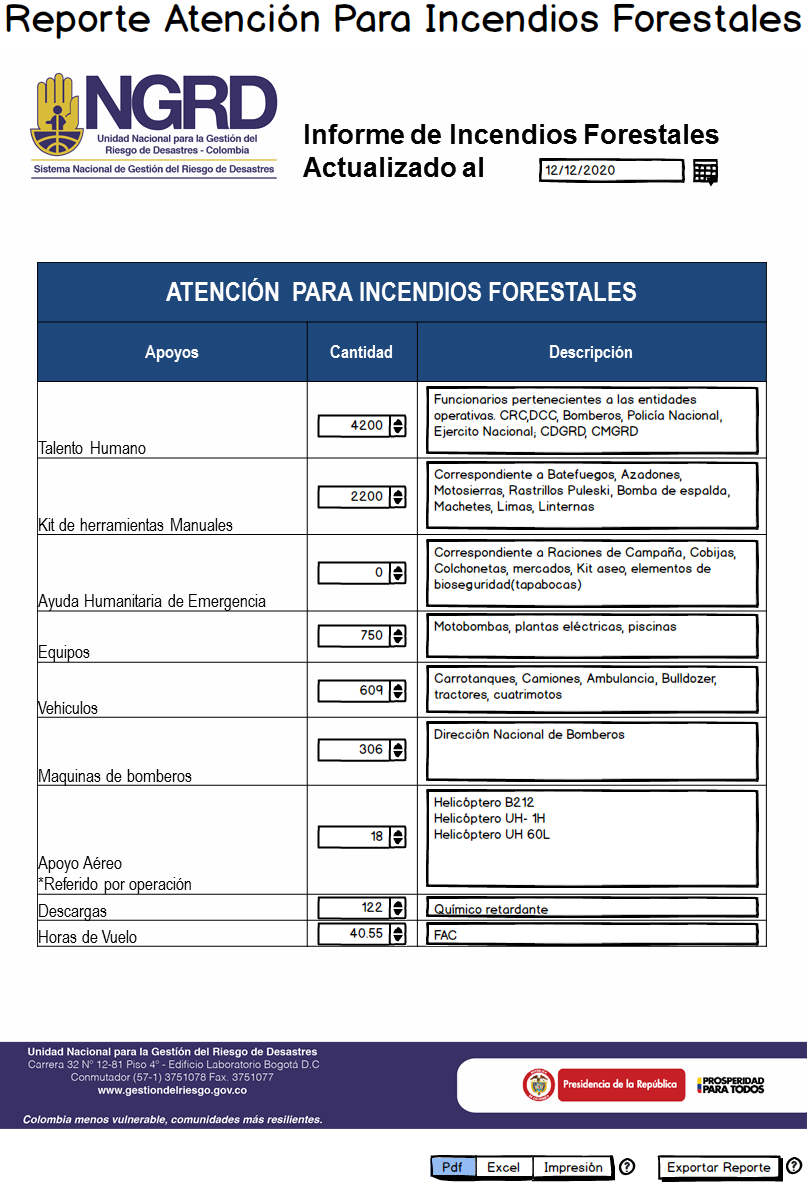 Reporte Atención Para Incendios Forestales
NGRD
Unidad Nacional para la Gestión del
Riesgo de Desastres - Colombia
Sistema Nacional de Gestión del Riesgo de Desastres
Informe de Incendios Forestales
Actualizado al
12/12/2020
ATENCIÓN PARA INCENDIOS FORESTALES
Apoyos Cantidad Descripción
Talento Humano
4200
Funcionarios pertenecientes a las entidades
operativas. CRC,DCC, Bomberos, Policía Nacional,
Ejercito Nacional; CDGRD, CMGRD
Kit de herramientas Manuales
2200
Correspondiente a Batefuegos, Azadones,
Motosierras, Rastrillos Puleski, Bomba de espalda,
Machetes, Limas, Linternas
Ayuda Humanitaria de Emergencia
0
Correspondiente a Raciones de Campaña, Cobijas,
Colchonetas, mercados, Kit aseo, elementos de
bioseguridad(tapabocas)
Equipos
750
Motobombas, plantas eléctricas, piscinas
Vehiculos
609
Carrotanques, Camiones, Ambulancia, Bulldozer,
tractores, cuatrimotos
Maquinas de bomberos
306
Dirección Nacional de Bomberos
Apoyo Aéreo
*Referido por operación
18
Helicóptero B212
Helicóptero UH- 1H
Helicóptero UH 60L
Descargas
122
Químico retardante
Horas de Vuelo
40.55
FAC
Unidad Nacional para la Gestión del Riesgo de Desastres
Carrera 32 Nº 12-81 Piso 4º - Edificio Laboratorio Bogotá D.C
Conmutador (57-1) 3751078 Fax. 3751077
www.gestiondelriesgo.gov.co
Colombia menos vulnerable, comunidades más resilientes.
Presidencia de la República
PROSPERIDAD
PARA TODOS
Pdf Excel Impresión ? Exportar Reporte ?